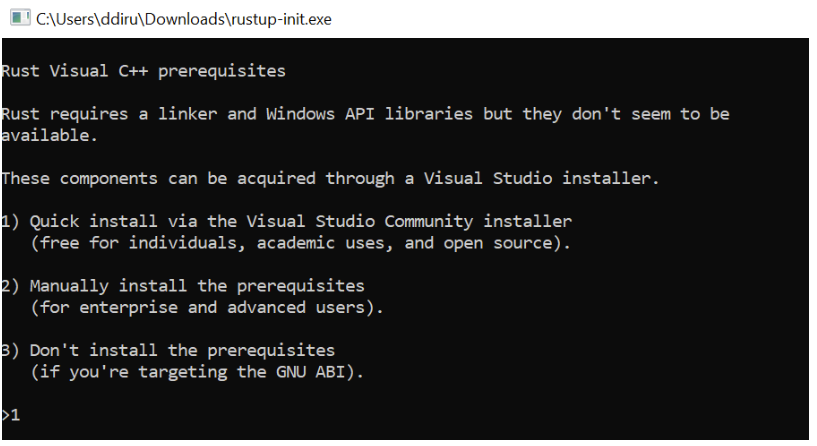 C:\Users\ddiru\Downloads\rustup-init.exe
Rust Visual C++ prerequisites
Rust requires a linker and Windows API libraries but they don't seem to be
available.
These components can be acquired through a Visual Studio installer.
1) Quick install via the Visual Studio Community installer
(free for individuals, academic uses, and open source).
2) Manually install the prerequisites
(for enterprise and advanced users).
3) Don't install the prerequisites
(if you're targeting the GNU ABI).
>1